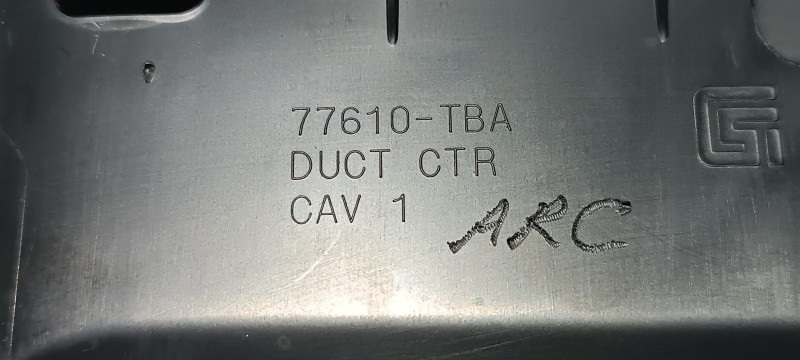 77610-TBA
DUCT CTR
CAV 1 ARC